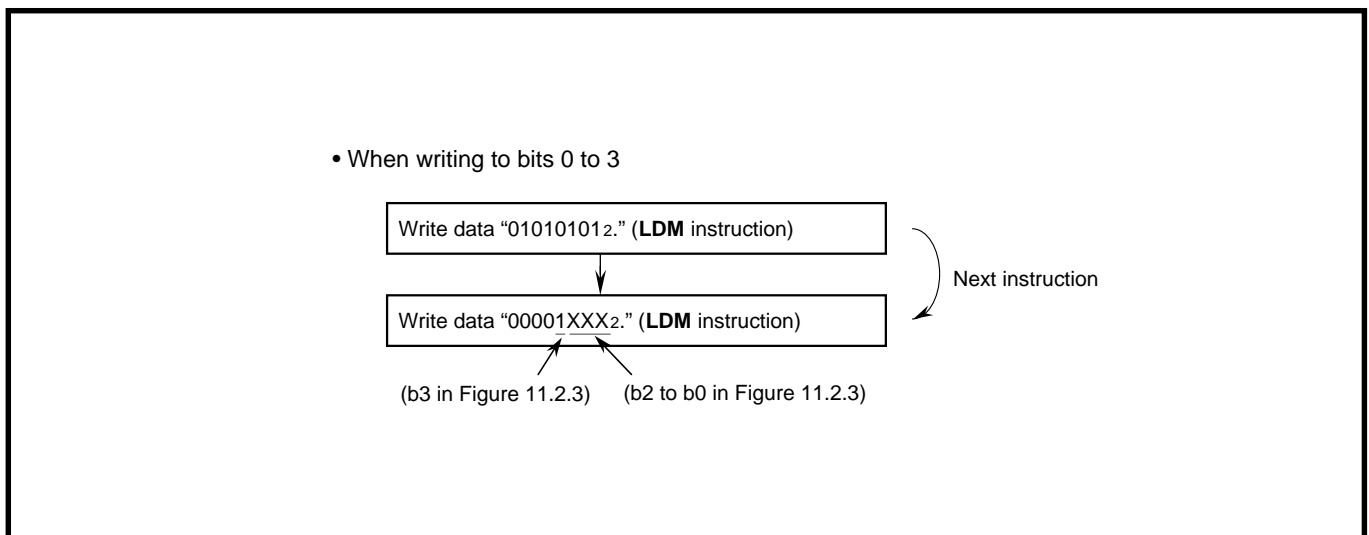 • When writing to bits 0 to 3
Write data “010101012.” (LDM instruction)
Next instruction
Write data “00001XXX2.” (LDM instruction)
(b3 in Figure 11.2.3) (b2 to b0 in Figure 11.2.3)